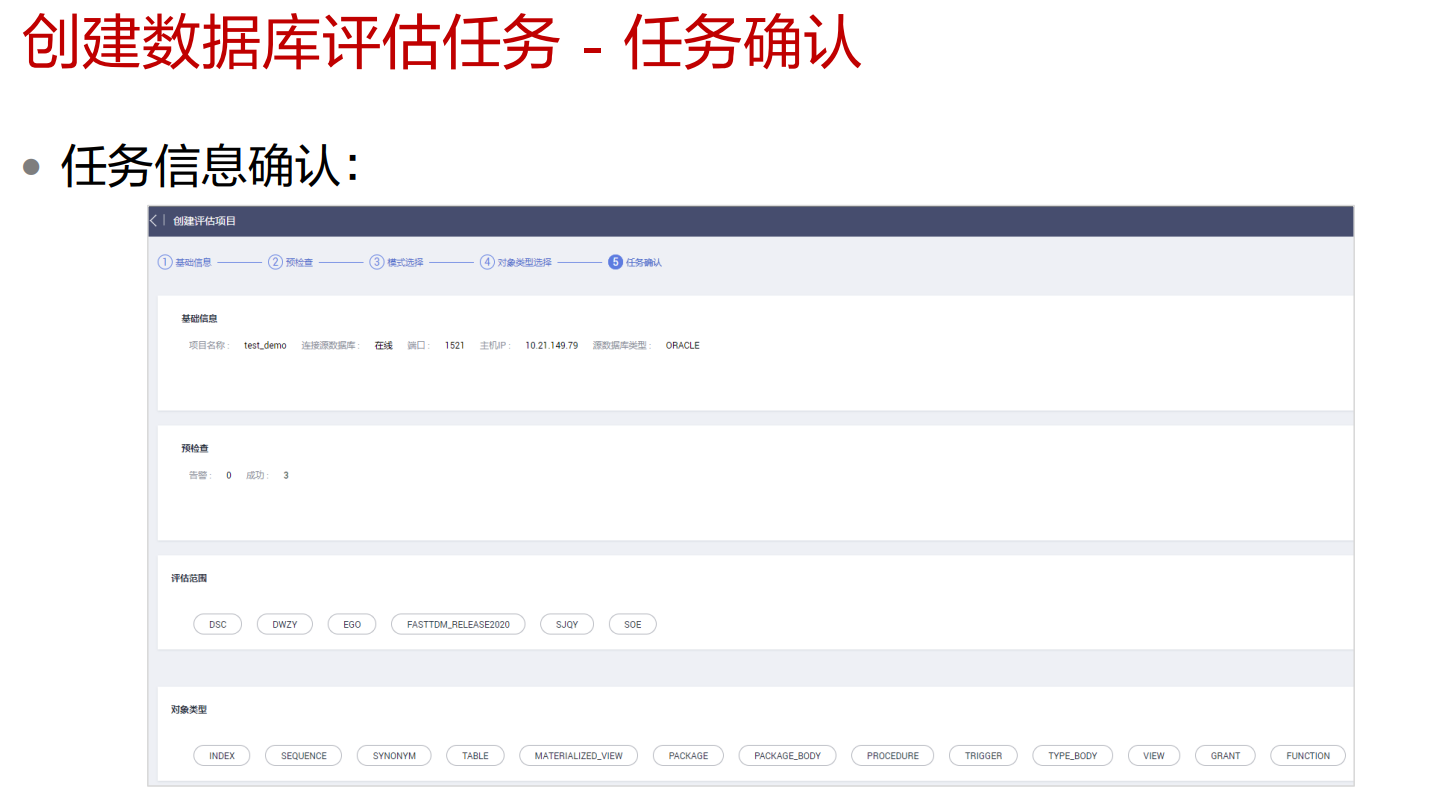 创建数据库评估任务 - 任务确认
• 任务信息确认：
创建评估项目
1 基础信息 2 预检查 3 模式选择 4 对象类型选择 5 任务确认
基础信息
项目名称： test_demo 连接源数据库： 在线 端口： 1521 主机IP： 10.21.149.79 源数据库类型： ORACLE
预检查
告警： 0 成功： 3
评估范围
DSC DWZY EGO FASTTDM_RELEASE2020 SJQY SOE
对象类型
INDEX SEQUENCE SYNONYM TABLE MATERIALIZED_VIEW PACKAGE PACKAGE_BODY PROCEDURE TRIGGER TYPE_BODY VIEW GRANT FUNCTION